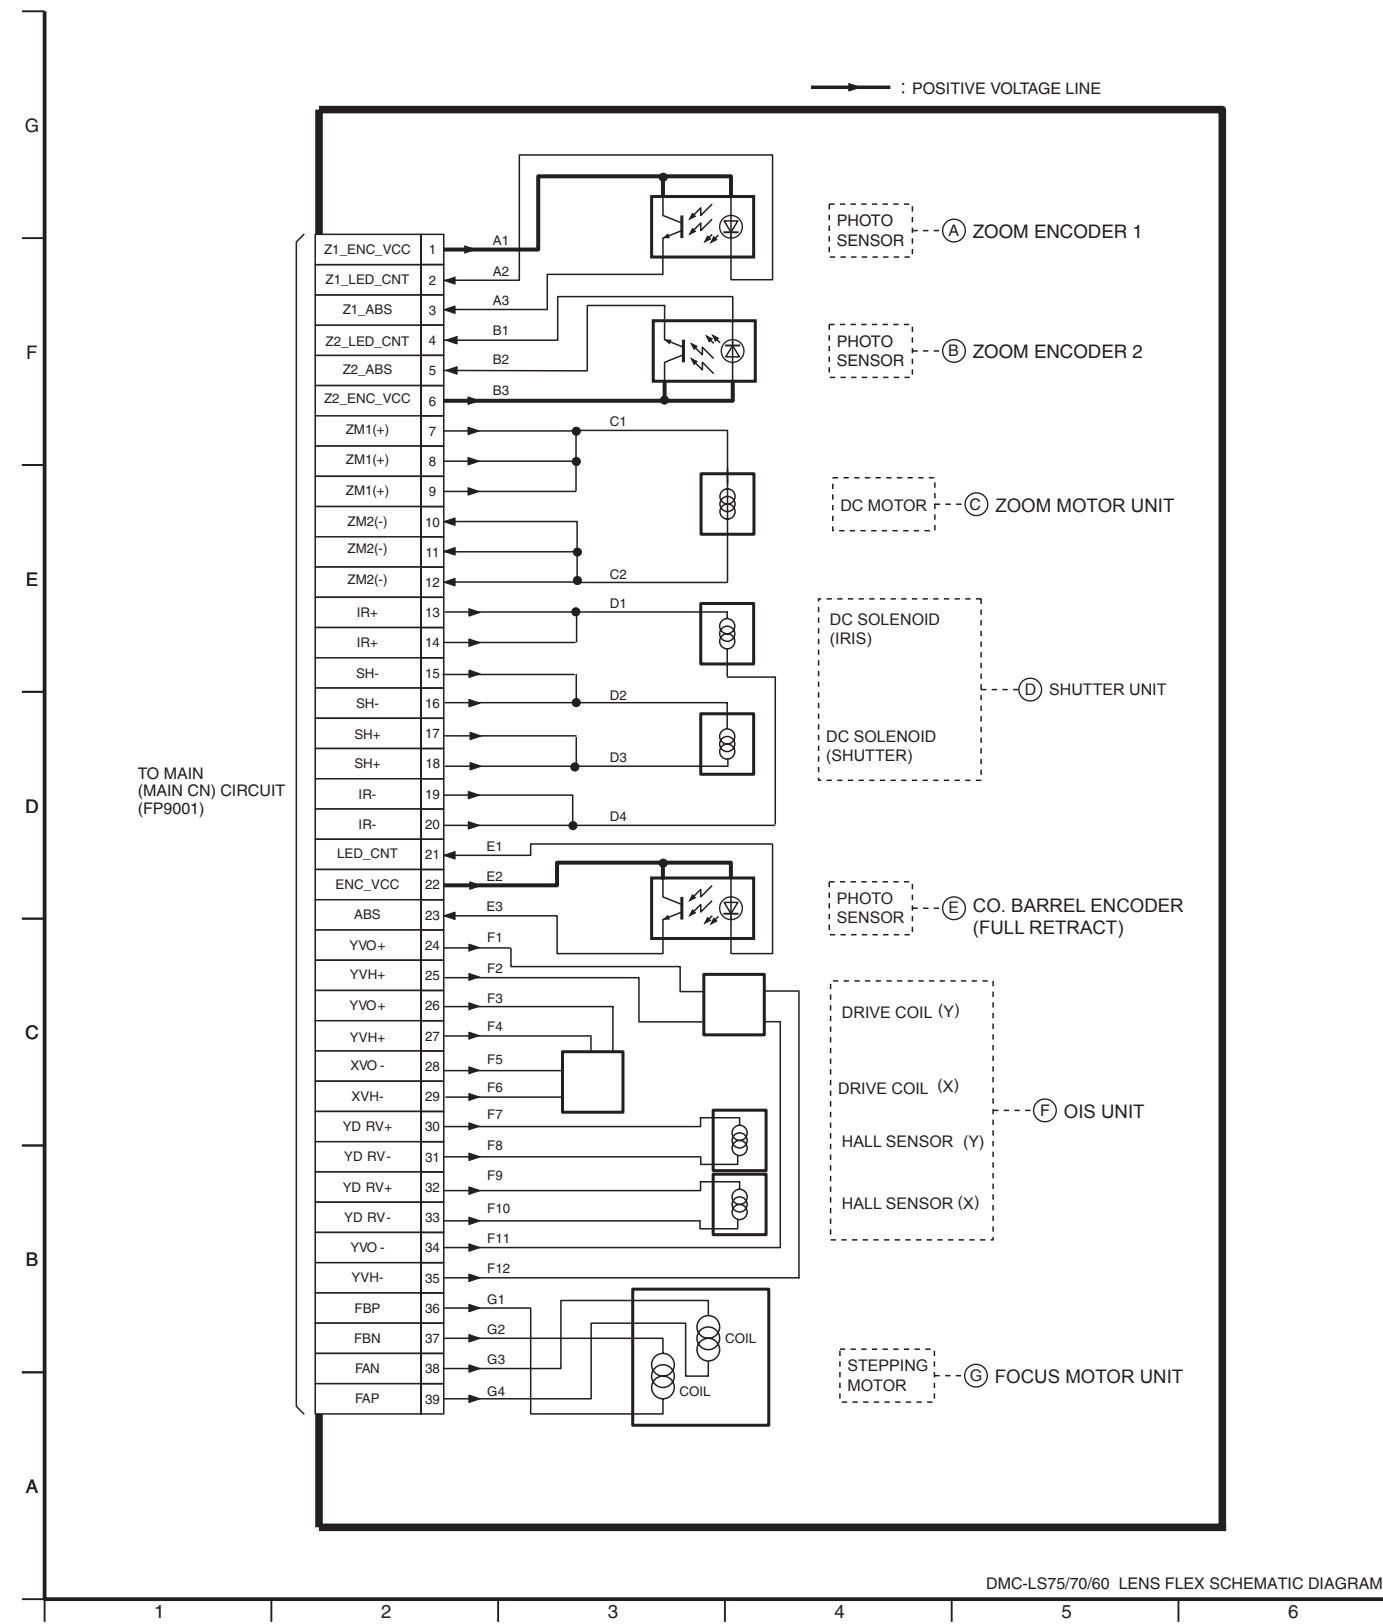 : POSITIVE VOLTAGE LINE
G
F
E
D
C
B
A
TO MAIN
(MAIN CN) CIRCUIT
(FP9001)
Z1_ENC_VCC 1 A1
Z1_LED_CNT 2 A2
Z1_ABS 3 A3
Z2_LED_CNT 4 B1
Z2_ABS 5 B2
Z2_ENC_VCC 6 B3
ZM1(+) 7 C1
ZM1(+) 8
ZM1(+) 9
ZM2(-) 10
ZM2(-) 11
ZM2(-) 12 C2
IR+ 13 D1
IR+ 14
SH- 15
SH- 16 D2
SH+ 17
SH+ 18 D3
IR- 19
IR- 20 D4
LED_CNT 21 E1
ENC_VCC 22 E2
ABS 23 E3
YVO+ 24 F1
YVH+ 25 F2
YVO+ 26 F3
YVH+ 27 F4
XVO - 28 F5
XVH- 29 F6
YD RV+ 30 F7
YD RV- 31 F8
YD RV+ 32 F9
YD RV- 33 F10
YVO - 34 F11
YVH- 35 F12
FBP 36 G1
FBN 37 G2
FAN 38 G3
FAP 39 G4
COIL
COIL
PHOTO
SENSOR
A ZOOM ENCODER 1
PHOTO
SENSOR
B ZOOM ENCODER 2
DC MOTOR
C ZOOM MOTOR UNIT
DC SOLENOID
(IRIS)
DC SOLENOID
(SHUTTER)
D SHUTTER UNIT
PHOTO
SENSOR
E CO. BARREL ENCODER
(FULL RETRACT)
DRIVE COIL (Y)
DRIVE COIL (X)
HALL SENSOR (Y)
HALL SENSOR (X)
F OIS UNIT
STEPPING
MOTOR
G FOCUS MOTOR UNIT
DMC-LS75/70/60 LENS FLEX SCHEMATIC DIAGRAM
1 2 3 4 5 6